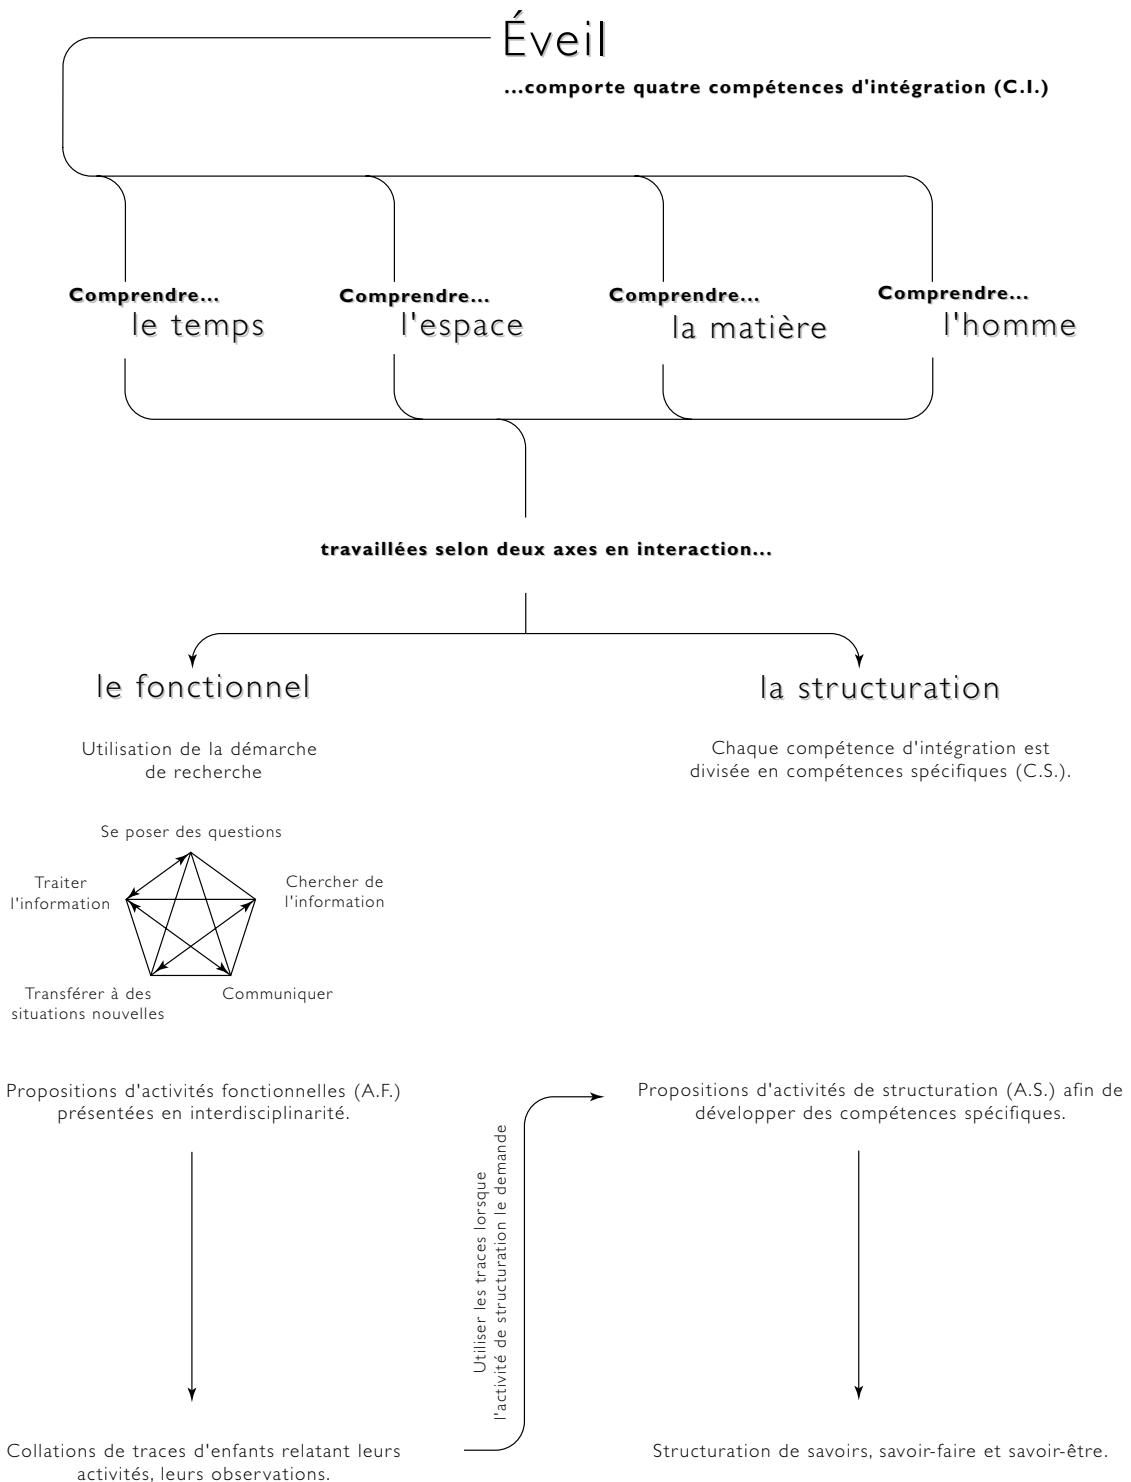 Éveil
...comporte quatre compétences d'intégration (C.I.)
Comprendre...
le temps
Comprendre...
l'espace
Comprendre...
la matière
Comprendre...
l'homme
travaillées selon deux axes en interaction...
le fonctionnel
Utilisation de la démarche
de recherche
Se poser des questions
Traiter
l'information
Chercher de
l'information
Transférer à des
situations nouvelles
Communiquer
Propositions d'activités fonctionnelles (A.F.)
présentées en interdisciplinarité.
Collations de traces d'enfants relatant leurs
activités, leurs observations.
Utiliser les traces lorsque
l'activité de structuration le demande
la structuration
Chaque compétence d'intégration est
divisée en compétences spécifiques (C.S.).
Propositions d'activités de structuration (A.S.) afin de
développer des compétences spécifiques.
Structuration de savoirs, savoir-faire et savoir-être.